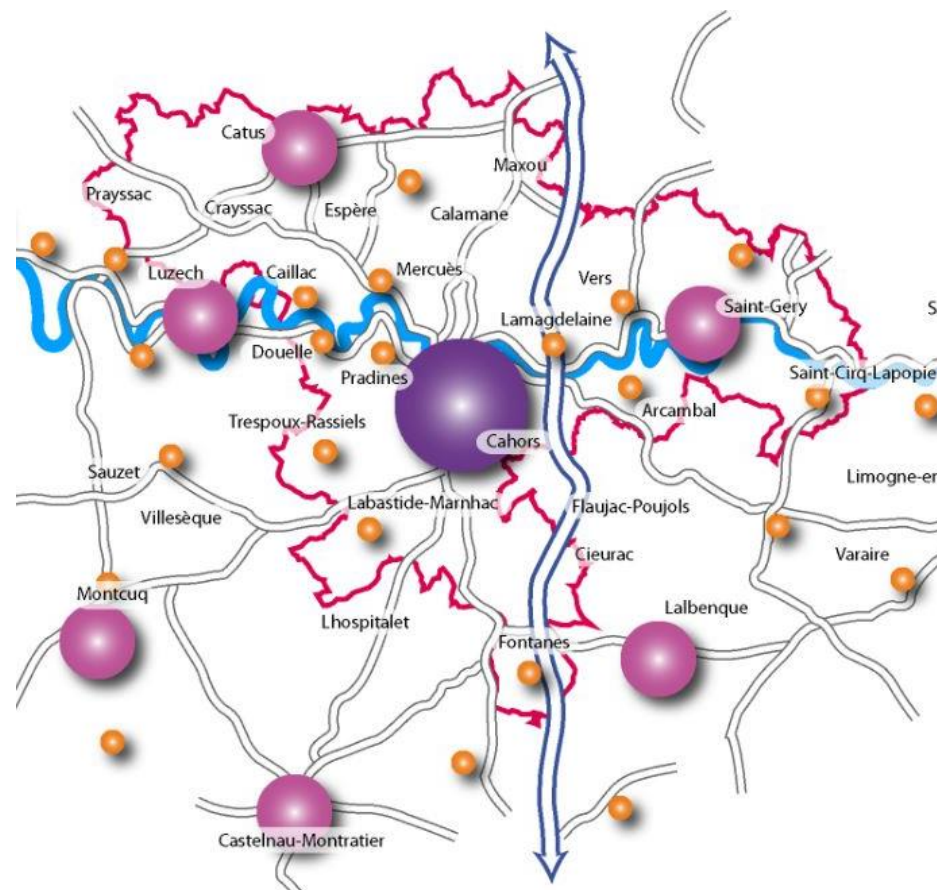 Catus
Maxou
Prayssac
Crayssac
Espère
Calamane
Luzech
Caillac
Mercuès
Vers
Saint-Gery
S
Lamagdelaine
Douelle
Pradines
Saint-Cirq-Lapopie
Arcambal
Trespoux-Rassiels
Cahors
Sauzet
Limogne-en
Villesèque
Labastide-Marnhac
Flaujac-Poujols
Cieurac
Varaire
Montcuq
Lhospitalet
Lalbenque
Fontanes
Castelnau-Montratier